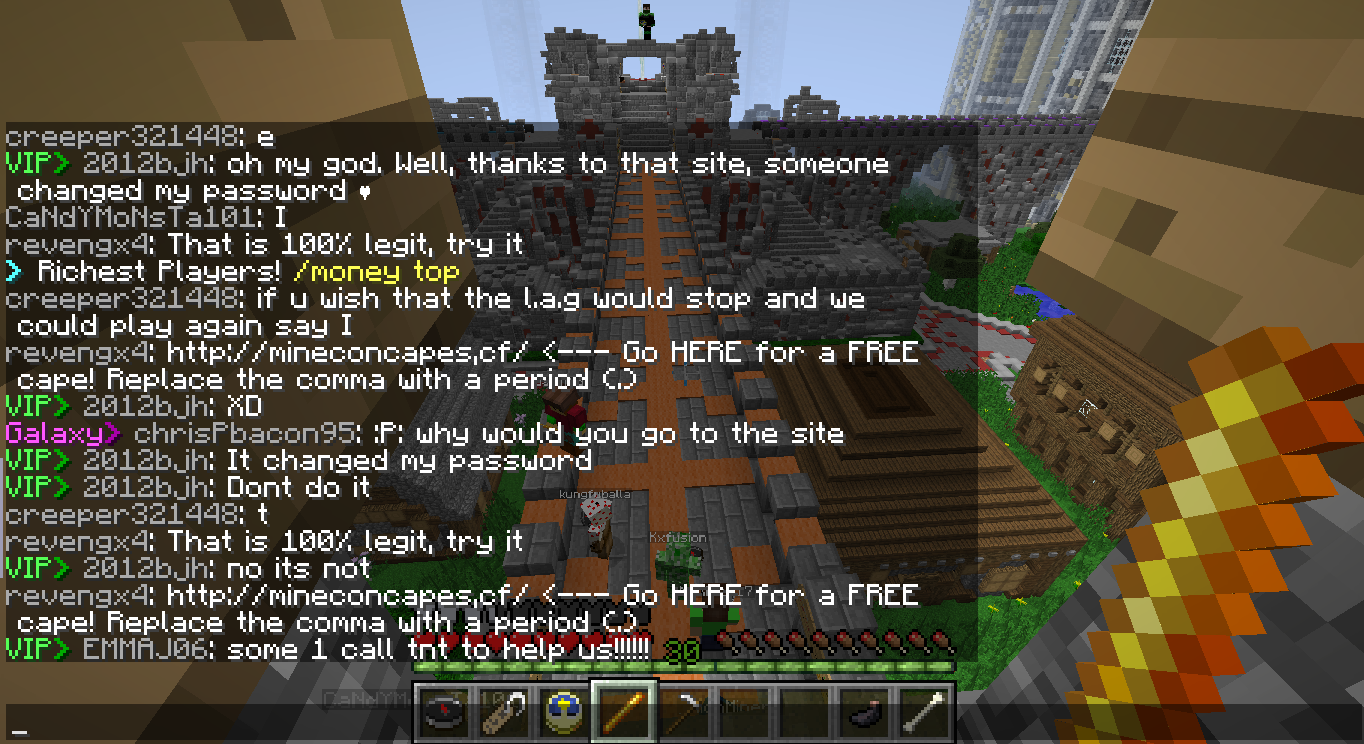 creeper321448: e
VIP> 2012bjh: oh my god. Well, thanks to that site, someone
changed my password ♥
CaNdYMoNsTa101: I
revengx4: That is 100% legit, try it
> Richest Players! /money top
creeper321448: if u wish that the l.a.g would stop and we
could play again say I
revengx4: http://mineconcapes,cf/ <--- Go HERE for a FREE
cape! Replace the comma with a period (.)
VIP> 2012bjh: XD
Galaxy> chrisPbacon95: :P: why would you go to the site
VIP> 2012bjh: It changed my password
VIP> 2012bjh: Dont do it
kungfuballa
creeper321448: t
Kxfusion
revengx4: That is 100% legit, try it
VIP> 2012bjh: no its not
revengx4: http://mineconcapes,cf/ <--- Go HERE for a FREE
cape! Replace the comma with a period (.)
VIP> EMMAJ06: some 1 call tnt to help us!!!!!!
30